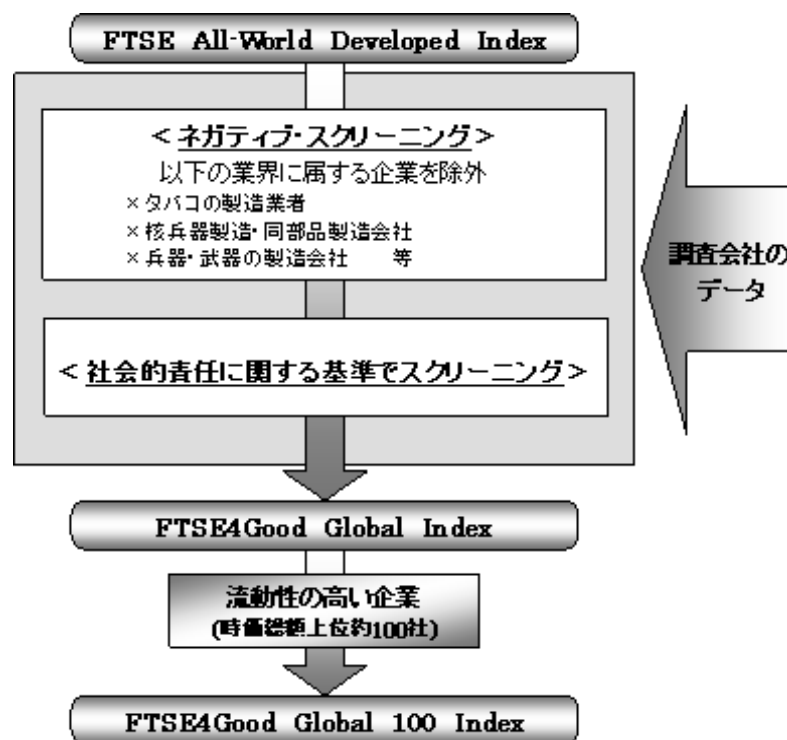 FTSE All-World Developed Index
＜ネガティブ・スクリーニング＞
以下の業界に属する企業を除外
×タバコの製造業者
×核兵器製造・同部品製造会社
×兵器・武器の製造会社　等
調査会社の
データ
＜社会的責任に関する基準でスクリーニング＞
FTSE4Good Global Index
流動性の高い企業
(時価総額上位約100社)
FTSE4Good Global 100 Index